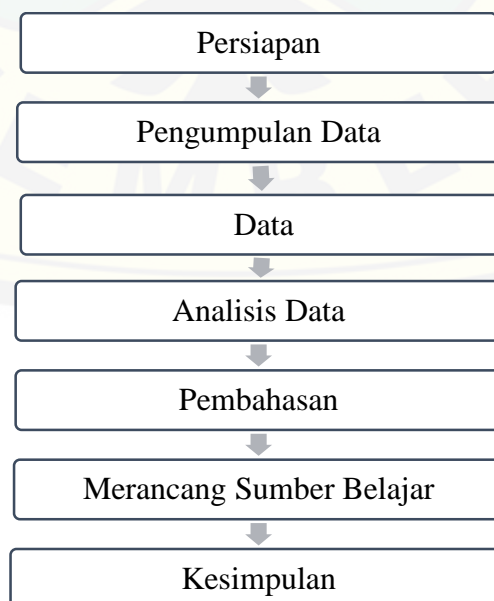 Persiapan
Pengumpulan Data
Data
Analisis Data
Pembahasan
Merancang Sumber Belajar
Kesimpulan